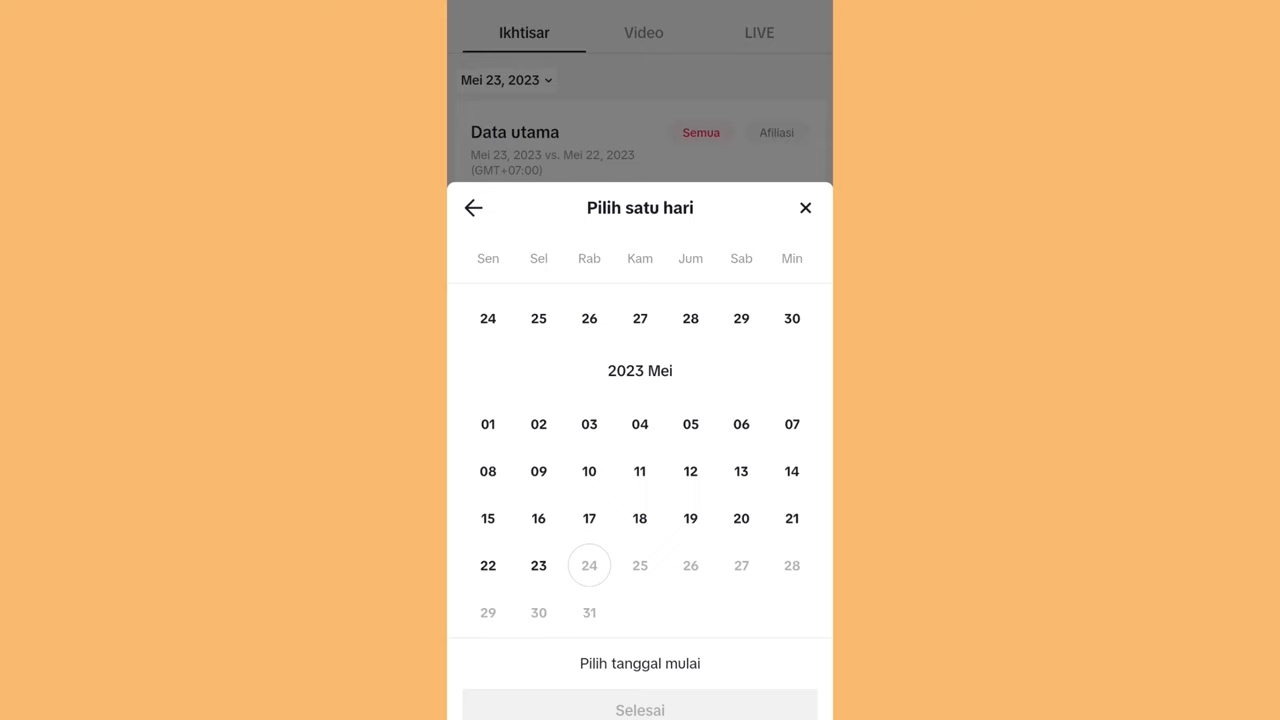 Ikhtisar Video LIVE
Mei 23, 2023
Data utama Semua Afiliasi
Mei 23, 2023 vs. Mei 22, 2023
(GMT+07:00)
Pilih satu hari
Sen Sel Rab Kam Jum Sab Min
24 25 26 27 28 29 30
2023 Mei
01 02 03 04 05 06 07
08 09 10 11 12 13 14
15 16 17 18 19 20 21
22 23 24 25 26 27 28
29 30 31
Pilih tanggal mulai
Selesai